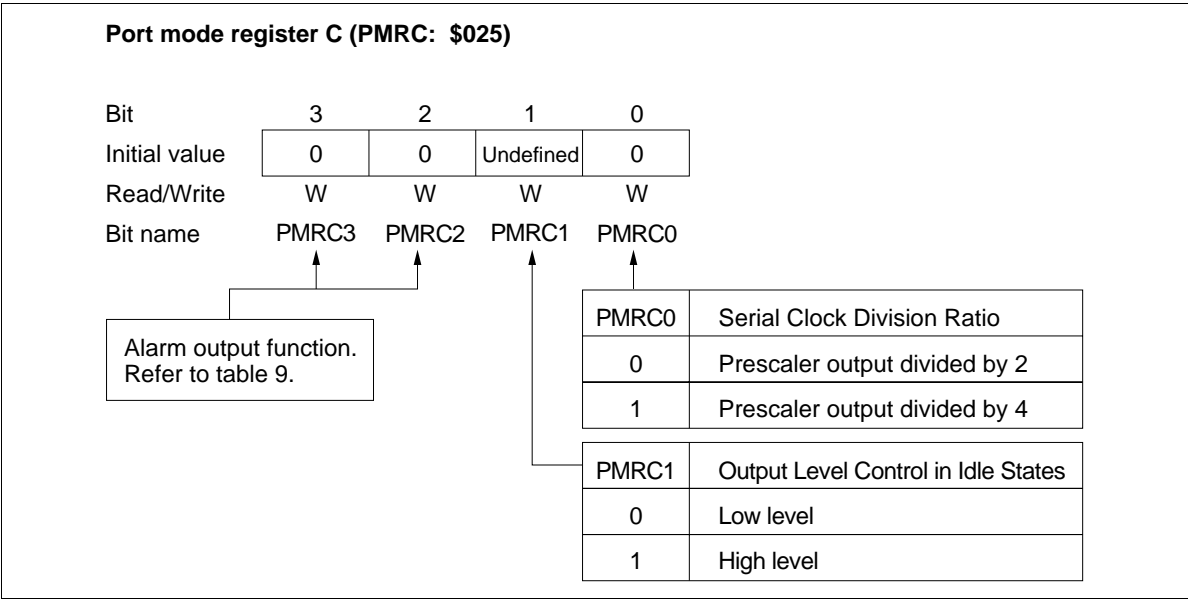 Port mode register C (PMRC: $025)
Bit 3 2 1 0
Initial value 0 0 Undefined 0
Read/Write W W W W
Bit name PMRC3 PMRC2 PMRC1 PMRC0
Alarm output function.
Refer to table 9.
PMRC0 Serial Clock Division Ratio
0 Prescaler output divided by 2
1 Prescaler output divided by 4
PMRC1 Output Level Control in Idle States
0 Low level
1 High level